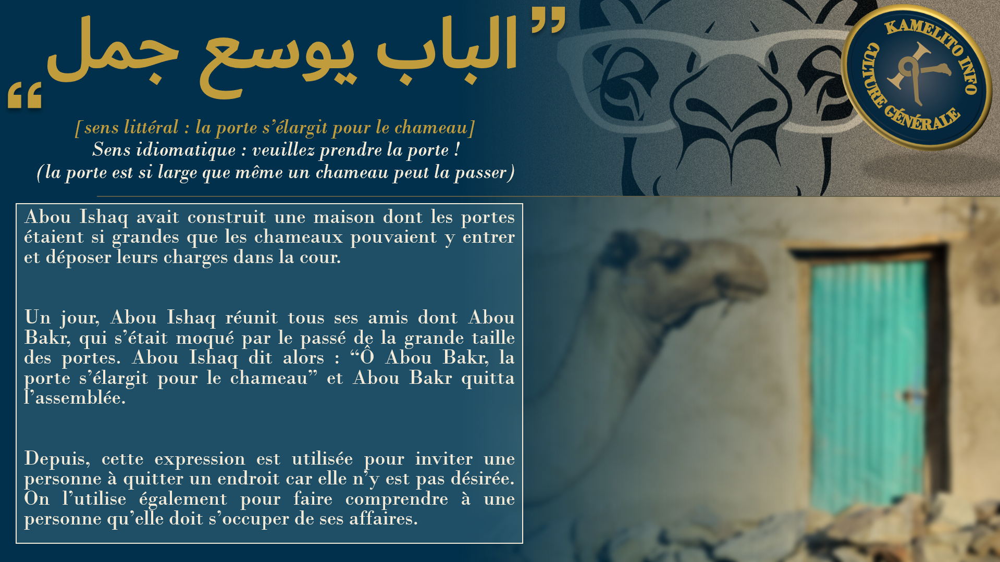 ”
الباب يوسع جمل
“
[sens littéral : la porte s’élargit pour le chameau]
Sens idiomatique : veuillez prendre la porte !
(la porte est si large que même un chameau peut la passer)
KAMELITO INFO
CULTURE GÉNÉRALE
Abou Ishaq avait construit une maison dont les portes
étaient si grandes que les chameaux pouvaient y entrer
et déposer leurs charges dans la cour.
Un jour, Abou Ishaq réunit tous ses amis dont Abou
Bakr, qui s’était moqué par le passé de la grande taille
des portes. Abou Ishaq dit alors : “Ô Abou Bakr, la
porte s’élargit pour le chameau” et Abou Bakr quitta
l’assemblée.
Depuis, cette expression est utilisée pour inviter une
personne à quitter un endroit car elle n’y est pas désirée.
On l’utilise également pour faire comprendre à une
personne qu’elle doit s’occuper de ses affaires.